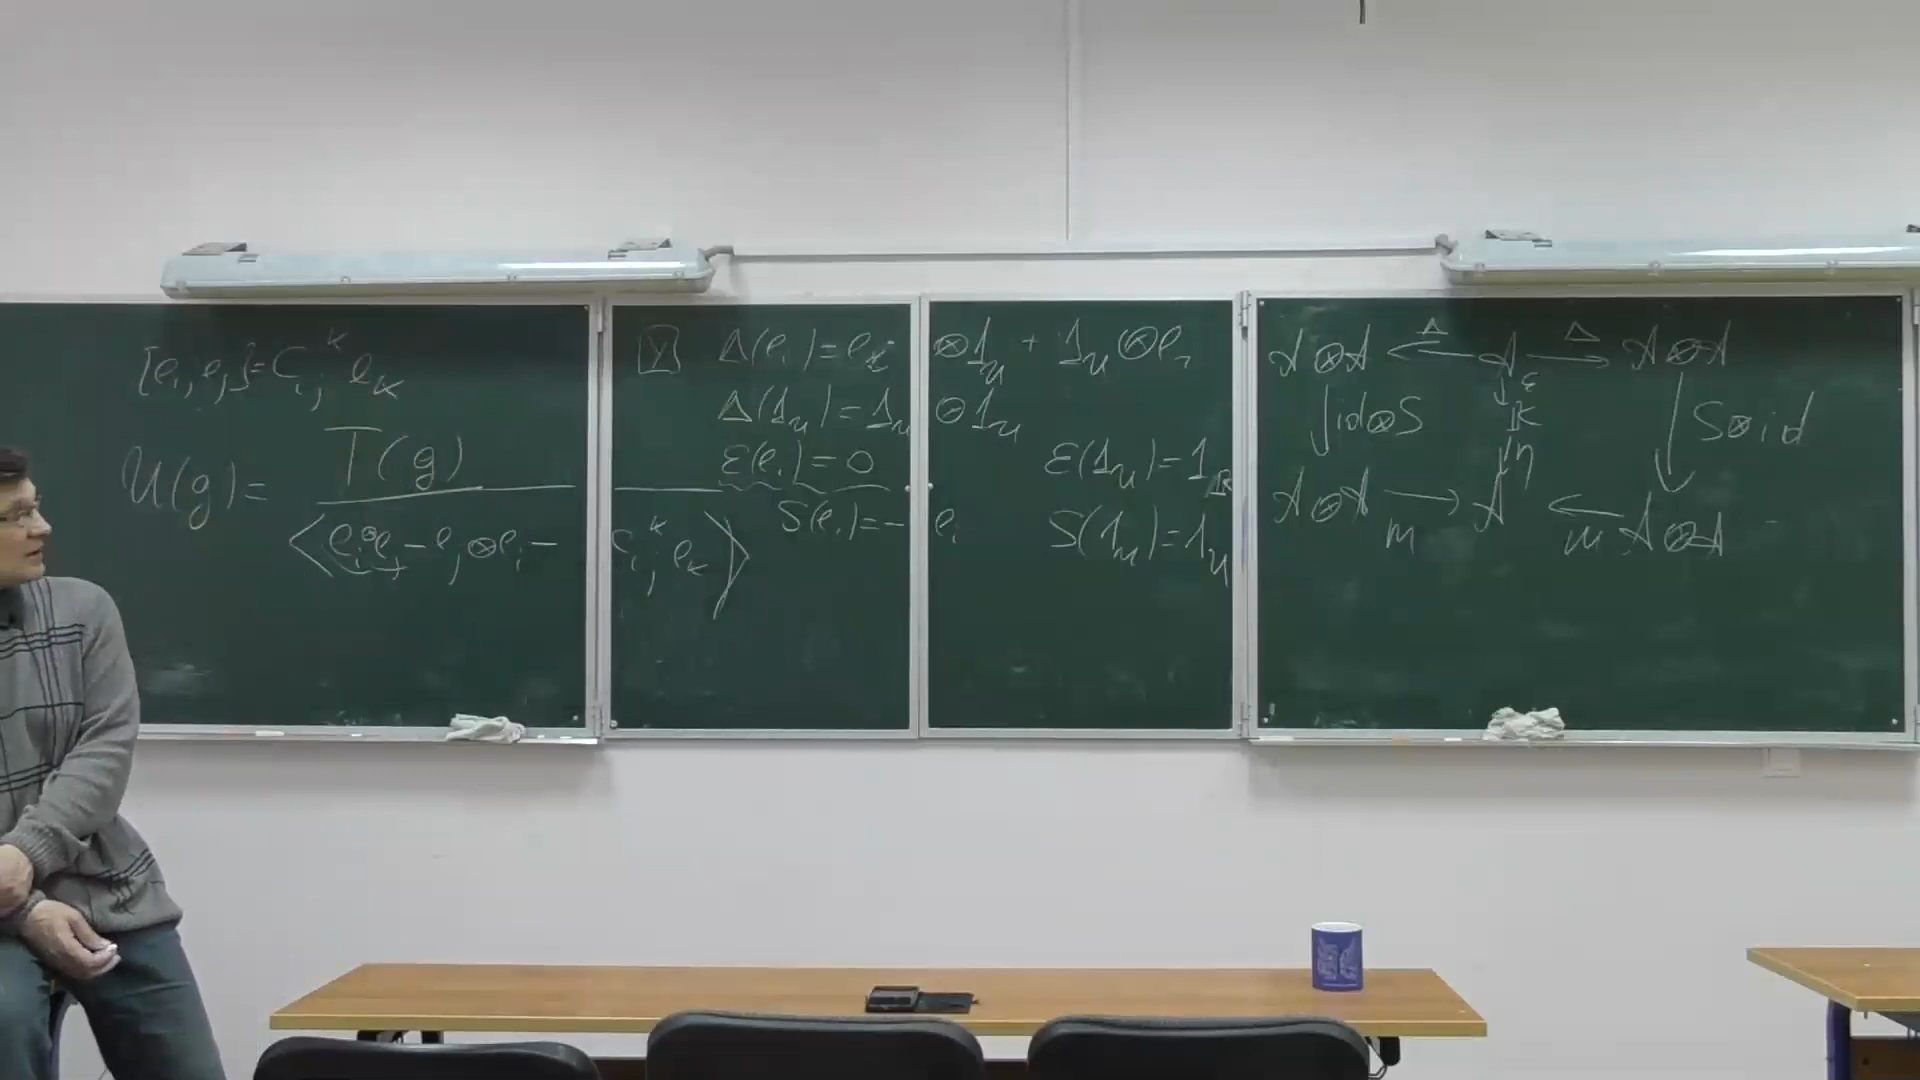 [e_i, e_j] = C_{ij}^k e_k
U(g) = T(g) / <e_i ⊗ e_j − e_j ⊗ e_i − C_{ij}^k e_k>
У Δ(e_i) = e_i ⊗ 1_U + 1_U ⊗ e_i
Δ(1_U) = 1_U ⊗ 1_U
ε(e_i) = 0 ε(1_U) = 1_K
S(e_i) = − e_i S(1_U) = 1_U
A ⊗ A ←Δ A →Δ A ⊗ A
↓ id ⊗ S ↓ ε K ↓ η ↓ S ⊗ id
A ⊗ A →m A ←m A ⊗ A